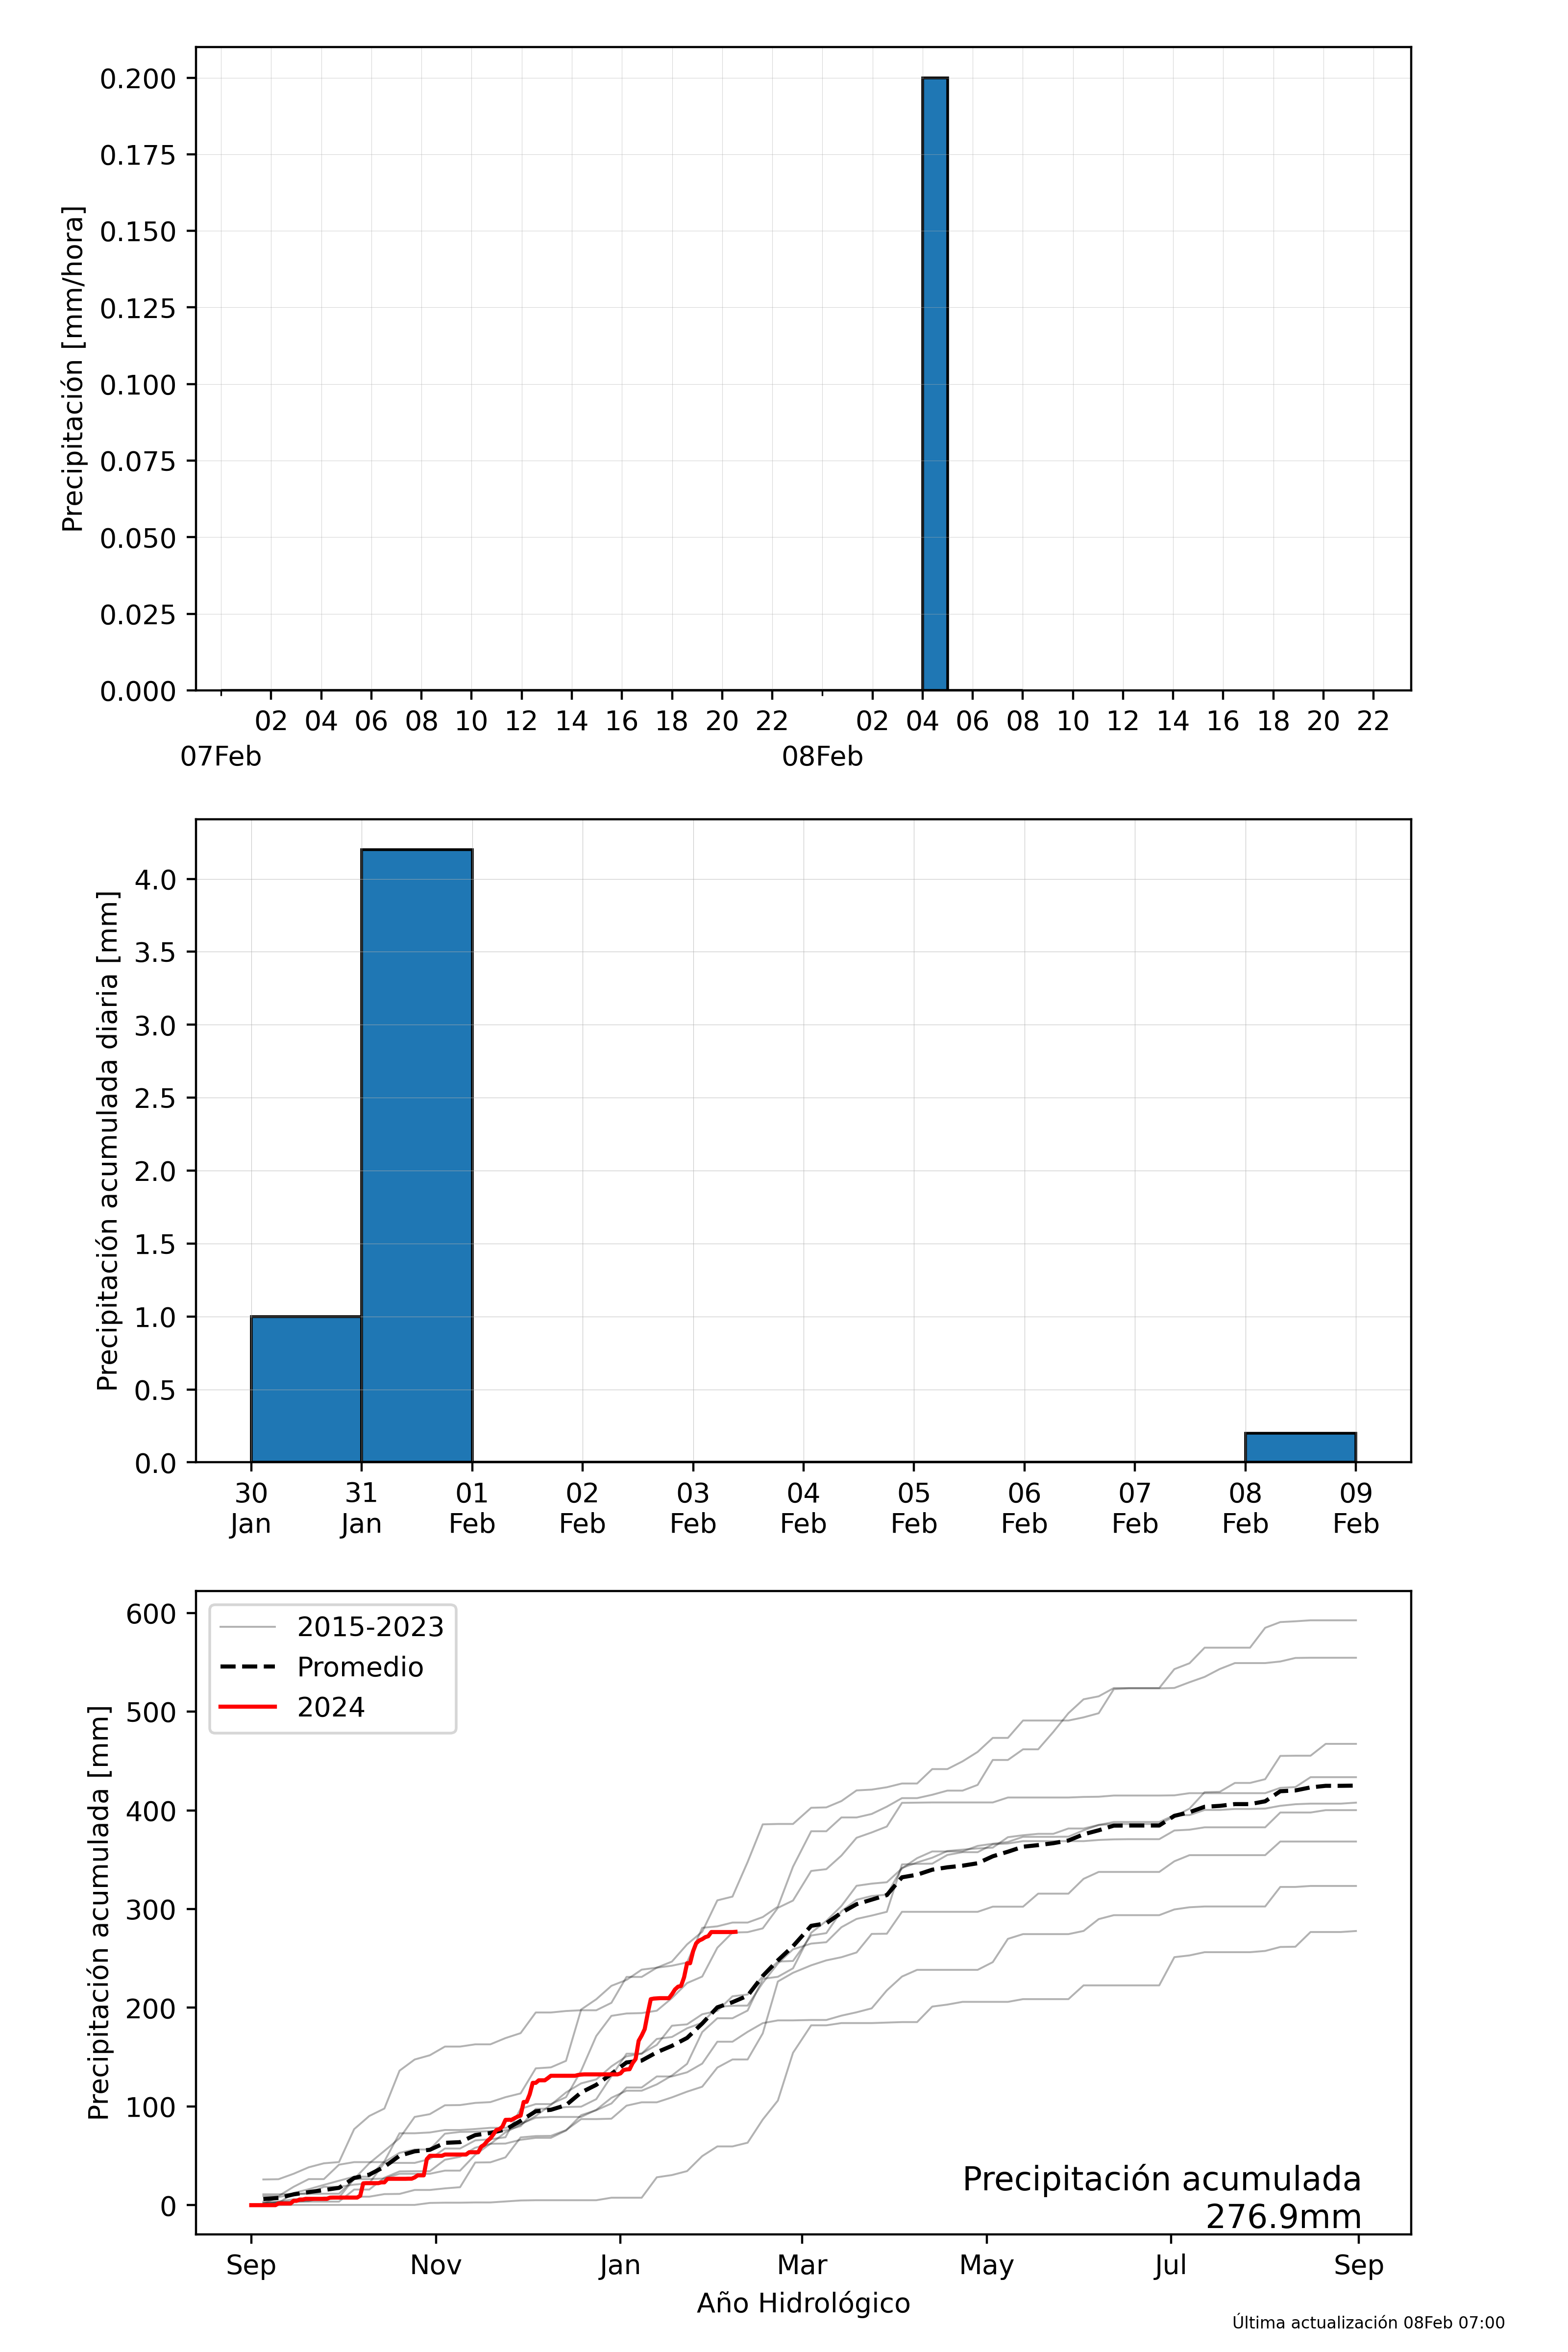 Precipitación [mm/hora]
0.200
0.175
0.150
0.125
0.100
0.075
0.050
0.025
0.000
02 04 06 08 10 12 14 16 18 20 22 02 04 06 08 10 12 14 16 18 20 22
07Feb 08Feb
Precipitación acumulada diaria [mm]
4.0
3.5
3.0
2.5
2.0
1.5
1.0
0.5
0.0
30 31 01 02 03 04 05 06 07 08 09
Jan Jan Feb Feb Feb Feb Feb Feb Feb Feb Feb
Precipitación acumulada [mm]
600
500
400
300
200
100
0
2015-2023
Promedio
2024
Precipitación acumulada
276.9mm
Sep Nov Jan Mar May Jul Sep
Año Hidrológico
Última actualización 08Feb 07:00